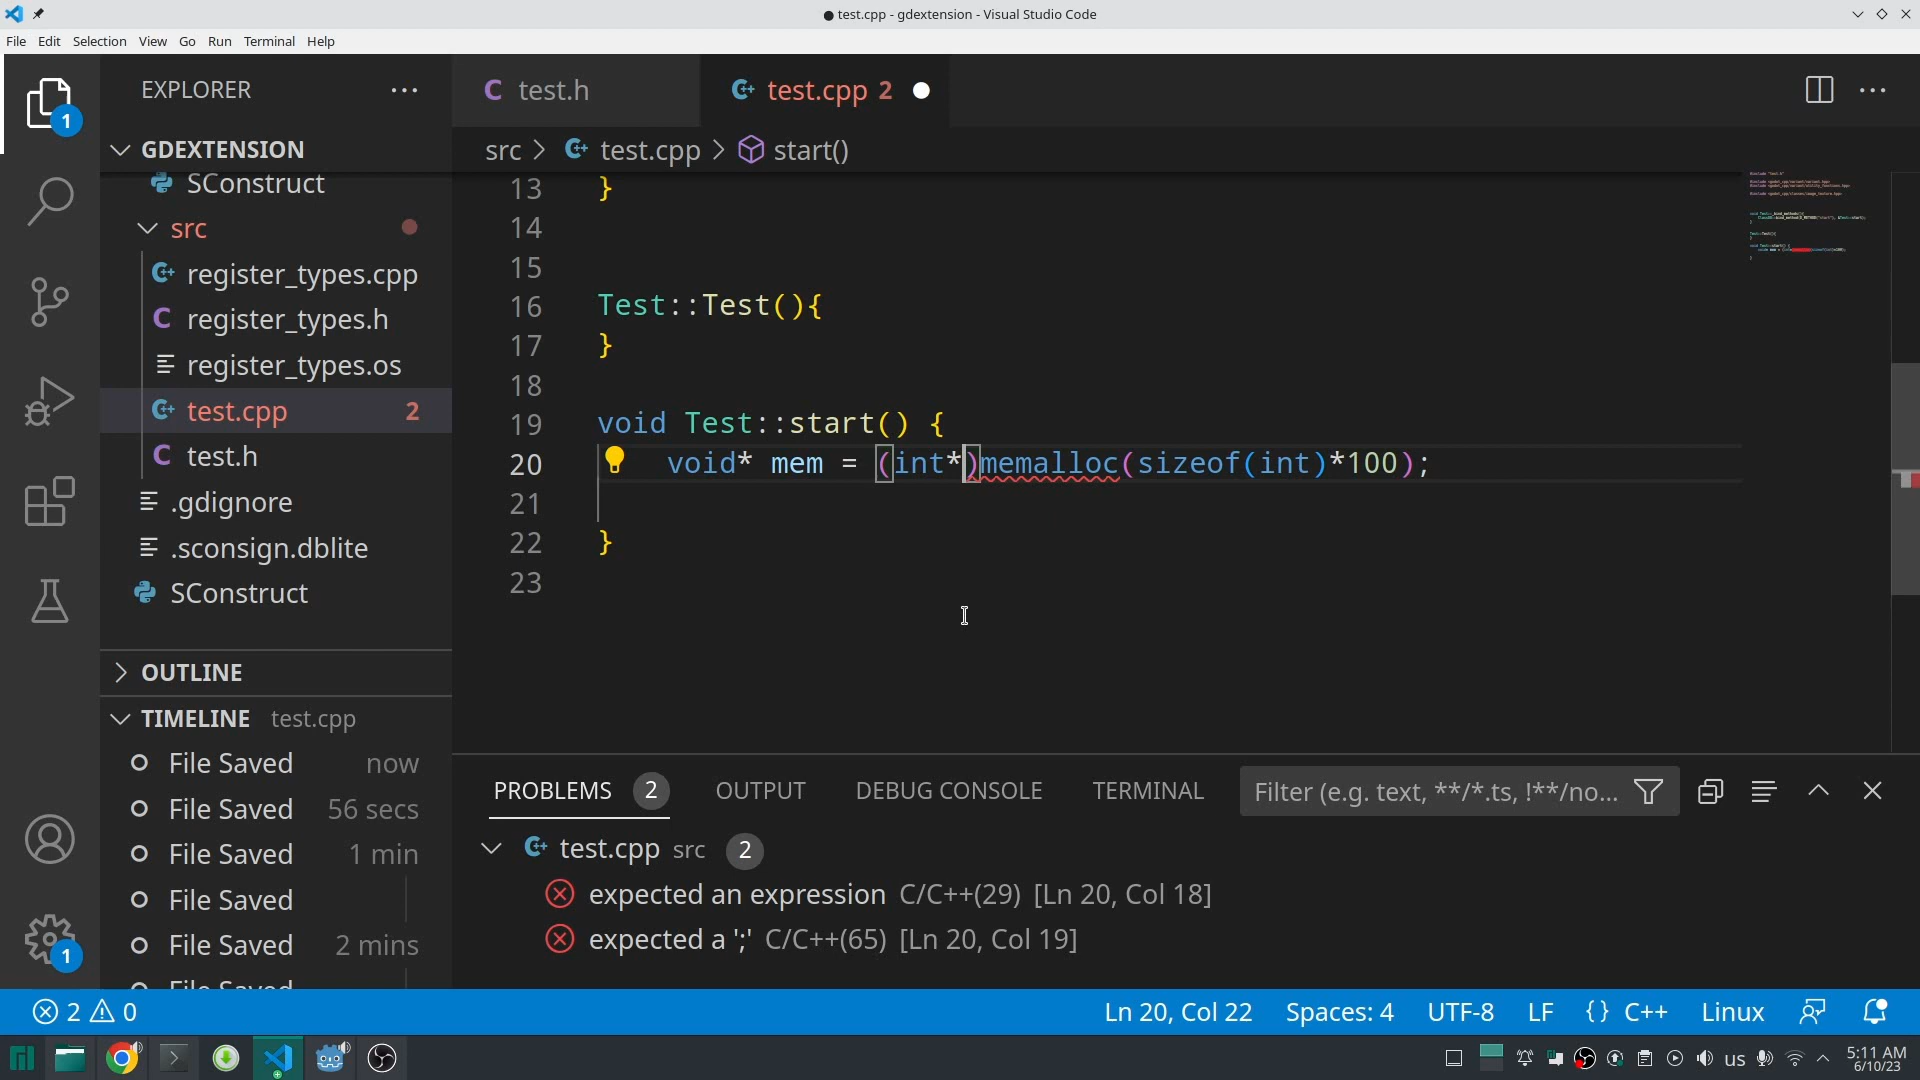 test.cpp - gdextension - Visual Studio Code
File Edit Selection View Go Run Terminal Help
EXPLORER
test.h
test.cpp 2
src > test.cpp > start()
GDEXTENSION
SConstruct
src
register_types.cpp
register_types.h
register_types.os
test.cpp 2
test.h
.gdignore
.sconsign.dblite
SConstruct
OUTLINE
TIMELINE test.cpp
File Saved now
File Saved 56 secs
File Saved 1 min
File Saved
File Saved 2 mins
File Saved
13 }
14
15
16 Test::Test(){
17 }
18
19 void Test::start() {
20 void* mem = (int*)memalloc(sizeof(int)*100);
21
22 }
23
PROBLEMS 2 OUTPUT DEBUG CONSOLE TERMINAL Filter (e.g. text, **/*.ts, !**/no...
test.cpp src 2
expected an expression C/C++(29) [Ln 20, Col 18]
expected a ';' C/C++(65) [Ln 20, Col 19]
1
1
2 0
Ln 20, Col 22 Spaces: 4 UTF-8 LF {} C++ Linux
us
5:11 AM
6/10/23